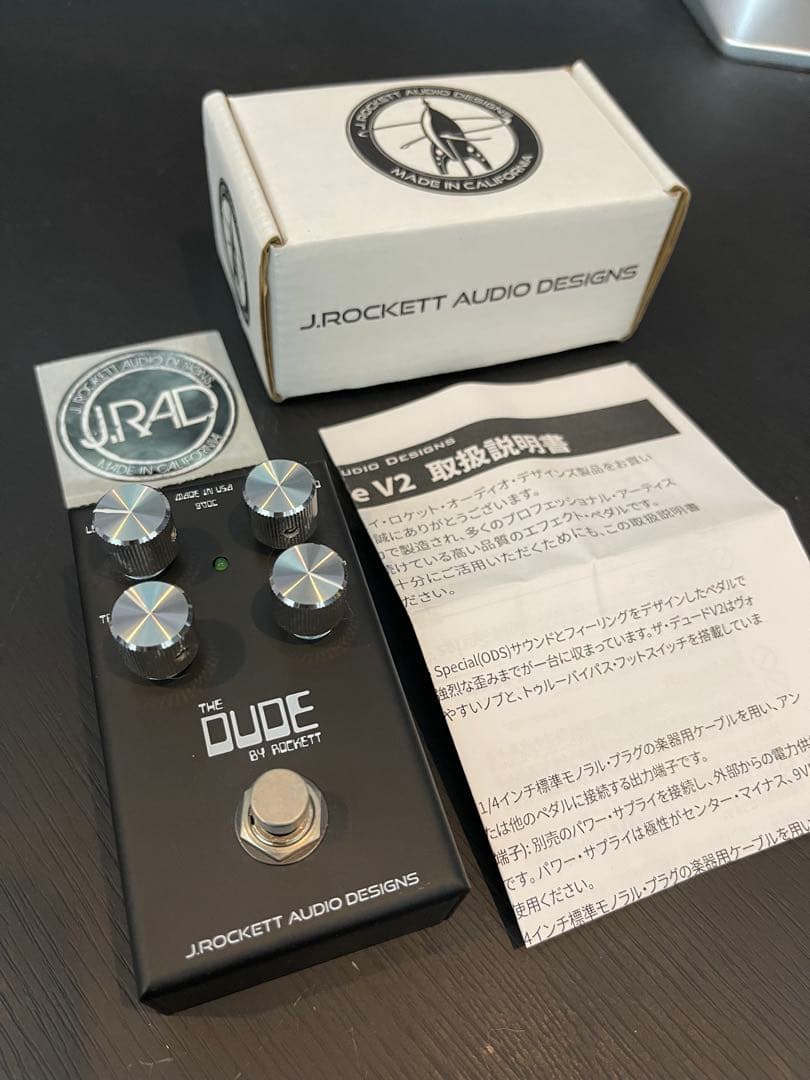 J.ROCKETT AUDIO DESIGNS
MADE IN CALIFORNIA
J.ROCKETT AUDIO DESIGNS
J. ROCKETT AUDIO DESIGNS
J.RAD
MADE IN CALIFORNIA
MADE IN USA
9VDC
THE
DUDE
BY ROCKETT
J.ROCKETT AUDIO DESIGNS
AUDIO DESIGNS
e V2 取扱説明書
イ・ロケット・オーディオ・デザインズ製品をお買い
誠にありがとうございます。
で製造され、多くのプロフェッショナル・アーティス
続けている高い品質のエフェクト・ペダルです。
十分にご活用いただくためにも、この取扱説明書
ださい。
Special(ODS)サウンドとフィーリングをデザインしたペダルで
強烈な歪みまでが一台に収まっています。ザ・デュードV2はヴォ
やすいノブと、トゥルーバイパス・フットスイッチを搭載していま
1/4インチ標準モノラル・プラグの楽器用ケーブルを用い、アン
たは他のペダルに接続する出力端子です。
端子): 別売のパワー・サプライを接続し、外部からの電力供
です。パワー・サプライは極性がセンター・マイナス、9V
使用ください。
4インチ標準モノラル・プラグの楽器用ケーブルを用い